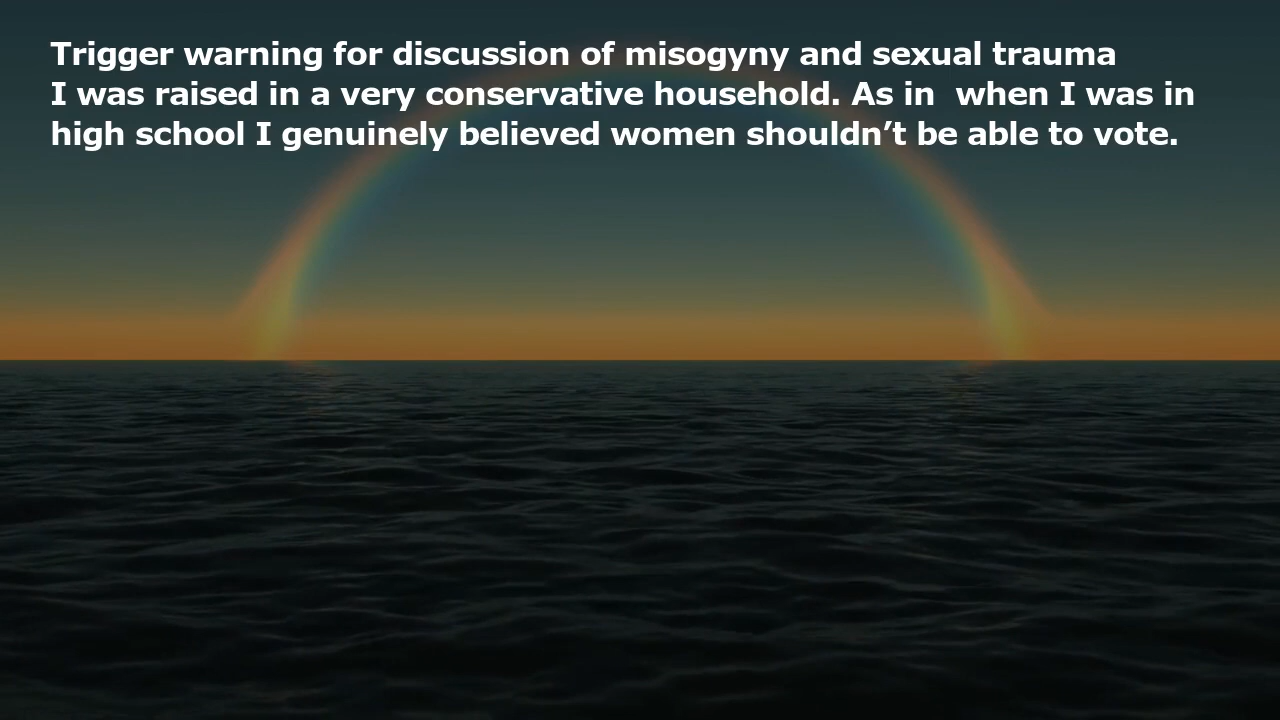 Trigger warning for discussion of misogyny and sexual trauma
I was raised in a very conservative household. As in  when I was in
high school I genuinely believed women shouldn’t be able to vote.